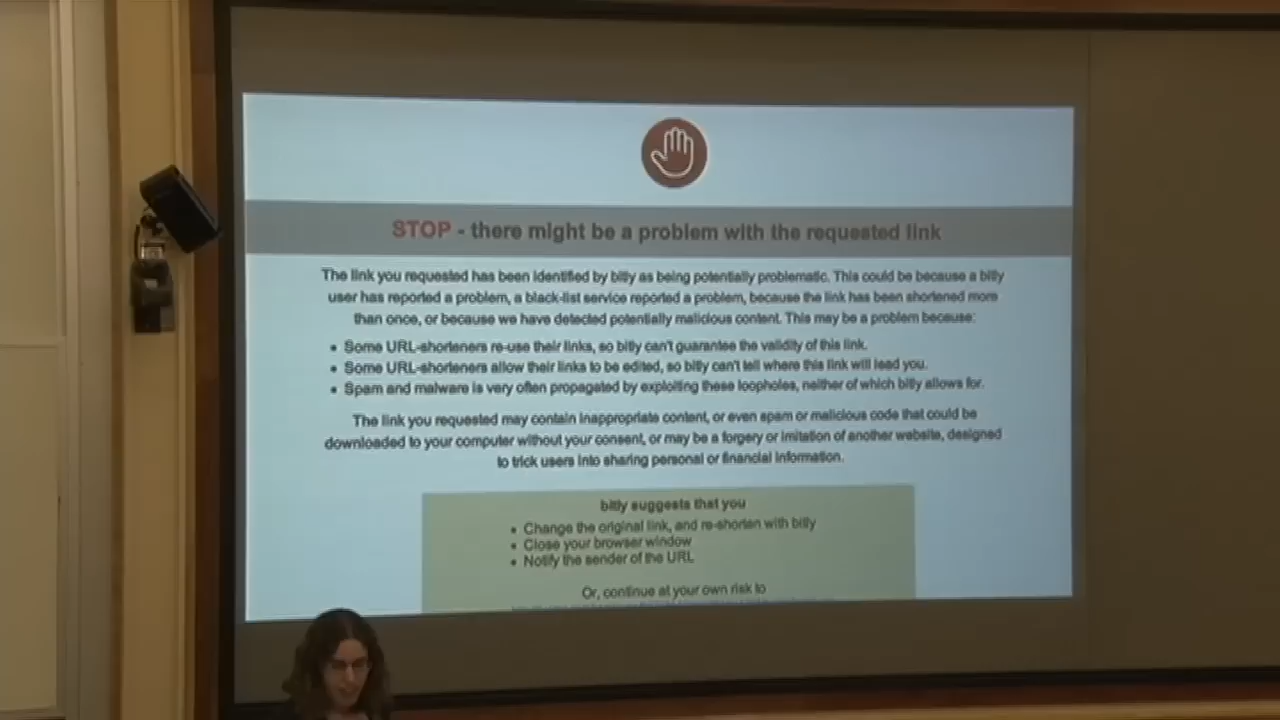 STOP - there might be a problem with the requested link
The link you requested has been identified by bitly as being potentially problematic. This could be because a bitly
user has reported a problem, a black-list service reported a problem, because the link has been shortened more
than once, or because we have detected potentially malicious content. This may be a problem because:
• Some URL-shorteners re-use their links, so bitly can't guarantee the validity of this link.
• Some URL-shorteners allow their links to be edited, so bitly can't tell where this link will lead you.
• Spam and malware is very often propagated by exploiting these loopholes, neither of which bitly allows for.
The link you requested may contain inappropriate content, or even spam or malicious code that could be
downloaded to your computer without your consent, or may be a forgery or imitation of another website, designed
to trick users into sharing personal or financial information.
bitly suggests that you
• Change the original link, and re-shorten with bitly
• Close your browser window
• Notify the sender of the URL
Or, continue at your own risk to